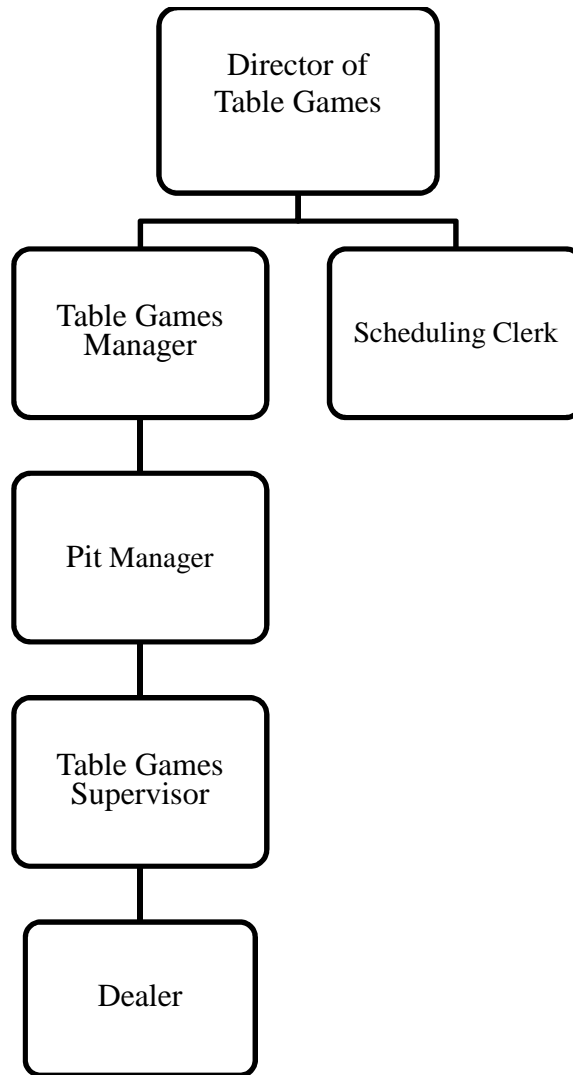 Director of
Table Games
Table Games
Manager
Scheduling Clerk
Pit Manager
Table Games
Supervisor
Dealer